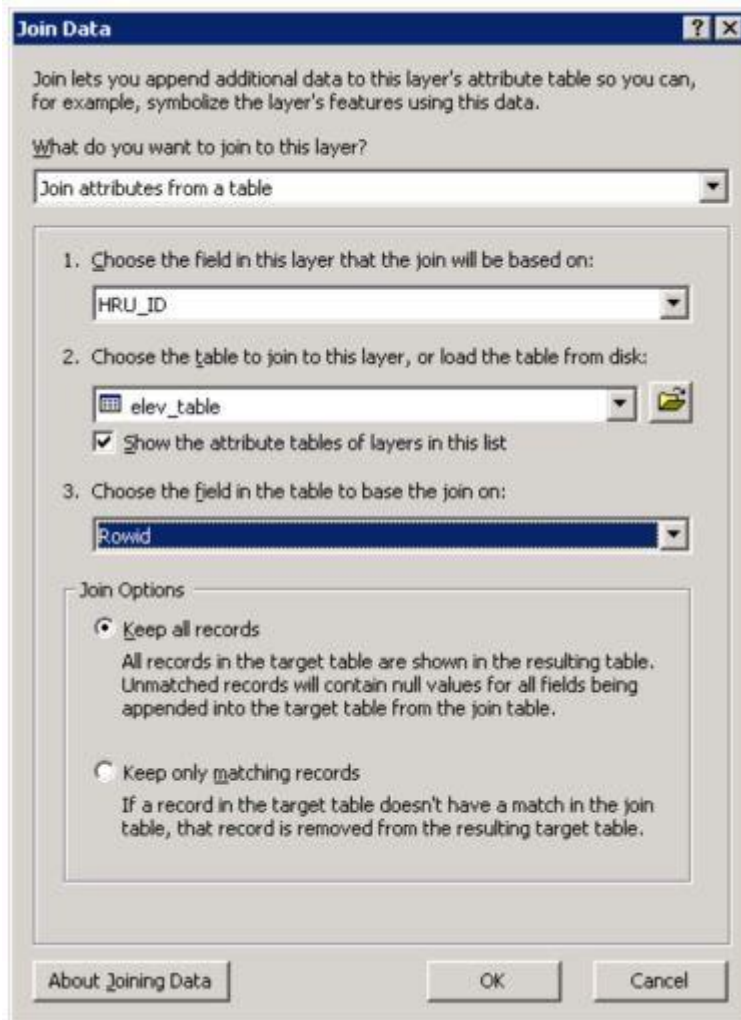 Join Data
Join lets you append additional data to this layer's attribute table so you can,
for example, symbolize the layer's features using this data.
What do you want to join to this layer?
Join attributes from a table
1. Choose the field in this layer that the join will be based on:
HRU_ID
2. Choose the table to join to this layer, or load the table from disk:
elev_table
Show the attribute tables of layers in this list
3. Choose the field in the table to base the join on:
Rowid
Join Options
Keep all records
All records in the target table are shown in the resulting table.
Unmatched records will contain null values for all fields being
appended into the target table from the join table.
Keep only matching records
If a record in the target table doesn't have a match in the join
table, that record is removed from the resulting target table.
About Joining Data
OK
Cancel